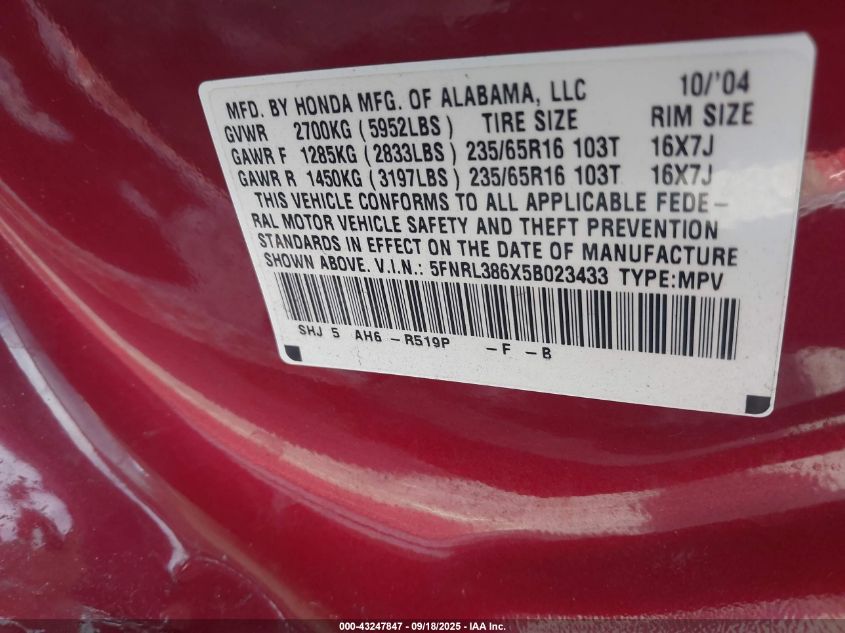 MFD. BY HONDA MFG. OF ALABAMA, LLC 10/'04
GVWR 2700KG (5952LBS) TIRE SIZE RIM SIZE
GAWR F 1285KG (2833LBS) 235/65R16 103T 16X7J
GAWR R 1450KG (3197LBS) 235/65R16 103T 16X7J
THIS VEHICLE CONFORMS TO ALL APPLICABLE FEDE-
RAL MOTOR VEHICLE SAFETY AND THEFT PREVENTION
STANDARDS IN EFFECT ON THE DATE OF MANUFACTURE
SHOWN ABOVE. V.I.N.: 5FNRL386X5B023433 TYPE:MPV
SHJ 5 AH6 -R519P -F -B
000-43247847 - 09/18/2025 - IAA Inc.